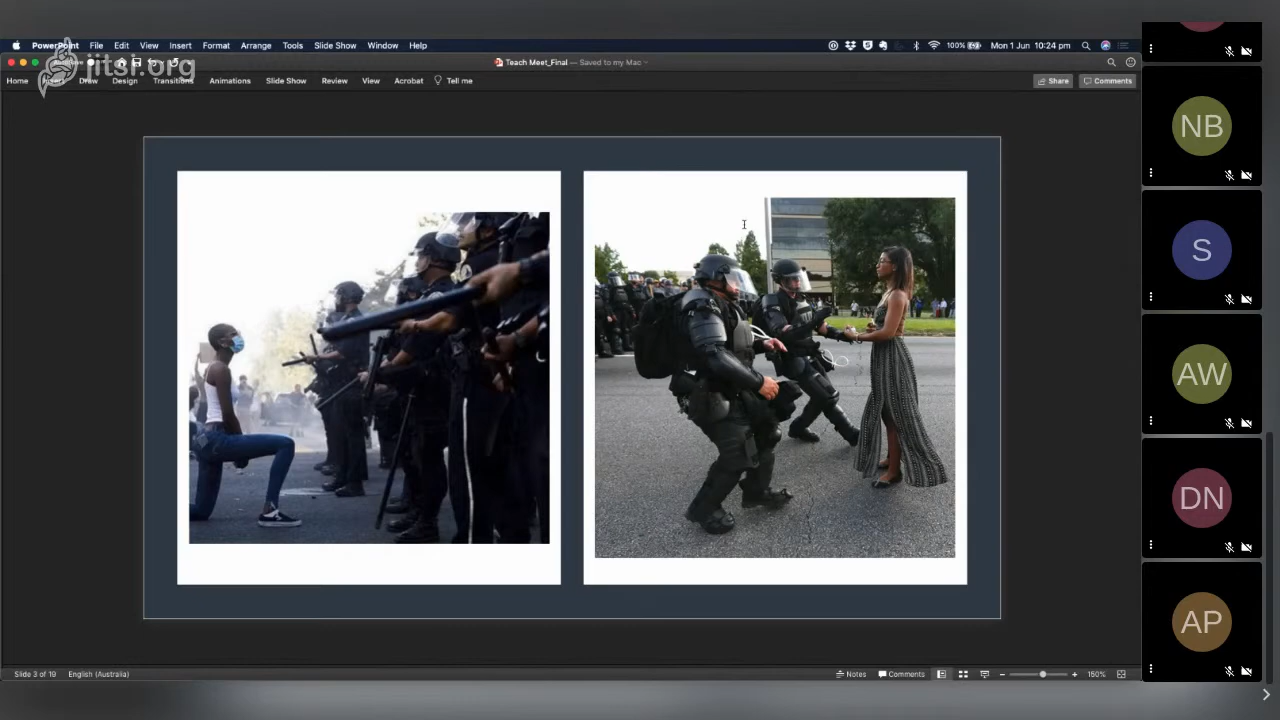 PowerPoint File Edit View Insert Format Arrange Tools Slide Show Window Help 100% Mon 1 Jun 10:24 pm
Teach Meet_Final — Saved to my Mac
iitsi.org
Home Draw Design Transitions Animations Slide Show Review View Acrobat Tell me Share Comments
NB
S
AW
DN
AP
Slide 3 of 19 English (Australia) Notes Comments 150%